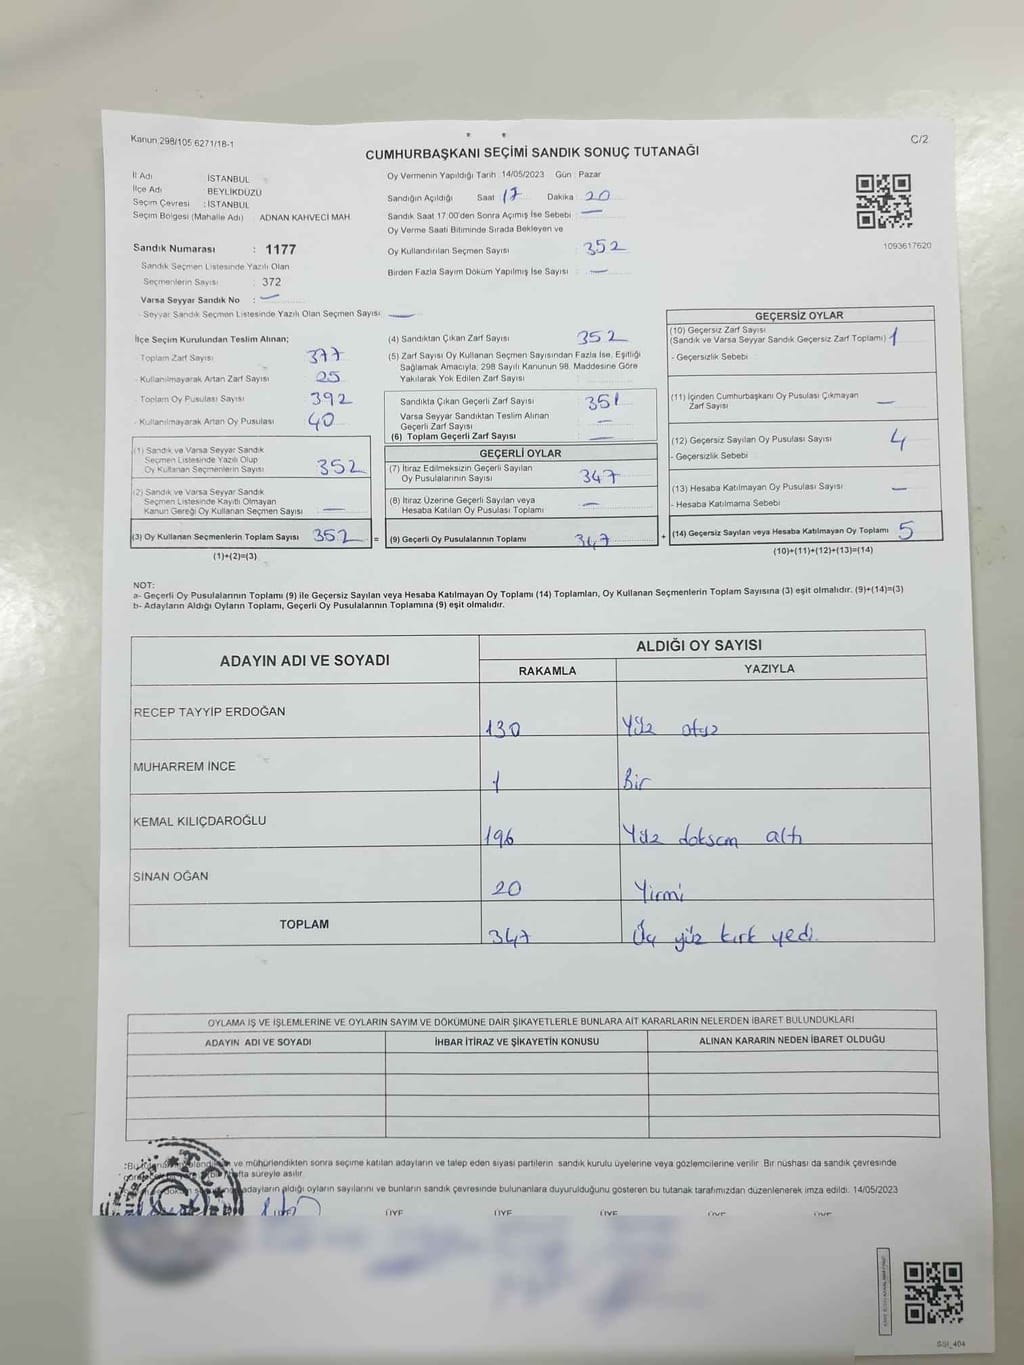 Kanun:298/105 6271/18-1
C/2
CUMHURBAŞKANI SEÇİMİ SANDIK SONUÇ TUTANAĞI
İl Adı İSTANBUL
İlçe Adı BEYLİKDÜZÜ
Seçim Çevresi : İSTANBUL
Seçim Bölgesi (Mahalle Adı) ADNAN KAHVECİ MAH
Sandık Numarası : 1177
Sandık Seçmen Listesinde Yazılı Olan
Seçmenlerin Sayısı : 372
Varsa Seyyar Sandık No : —
Seyyar Sandık Seçmen Listesinde Yazılı Olan Seçmen Sayısı —
Oy Vermenin Yapıldığı Tarih :14/05/2023 Gün : Pazar
Sandığın Açıldığı Saat 17 Dakika 20
Sandık Saat 17.00'den Sonra Açımış İse Sebebi —
Oy Verme Saati Bitiminde Sırada Bekleyen ve
Oy Kullandırılan Seçmen Sayısı 352
Birden Fazla Sayım Döküm Yapılmış İse Sayısı —
1093617620
İlçe Seçim Kurulundan Teslim Alınan;
Toplam Zarf Sayısı 377
Kullanılmayarak Artan Zarf Sayısı 25
Toplam Oy Pusulası Sayısı 392
Kullanılmayarak Artan Oy Pusulası 40
(1) Sandık ve Varsa Seyyar Sandık
Seçmen Listesinde Yazılı Olup
Oy Kullanan Seçmenlerin Sayısı 352
(2) Sandık ve Varsa Seyyar Sandık
Seçmen Listesinde Kayıtlı Olmayan
Kanun Gereği Oy Kullanan Seçmen Sayısı —
(3) Oy Kullanan Seçmenlerin Toplam Sayısı 352 =
(1)+(2)=(3)
(4) Sandıktan Çıkan Zarf Sayısı 352
(5) Zarf Sayısı Oy Kullanan Seçmen Sayısından Fazla İse, Eşitliği
Sağlamak Amacıyla; 298 Sayılı Kanunun 98. Maddesine Göre
Yakılarak Yok Edilen Zarf Sayısı
Sandıkta Çıkan Geçerli Zarf Sayısı 351
Varsa Seyyar Sandıktan Teslim Alınan
Geçerli Zarf Sayısı —
(6) Toplam Geçerli Zarf Sayısı —
GEÇERLİ OYLAR
(7) İtiraz Edilmeksizin Geçerli Sayılan
Oy Pusulalarının Sayısı 347
(8) İtiraz Üzerine Geçerli Sayılan veya
Hesaba Katılan Oy Pusulası Toplamı —
(9) Geçerli Oy Pusulalarının Toplamı 347 +
GEÇERSİZ OYLAR
(10) Geçersiz Zarf Sayısı
(Sandık ve Varsa Seyyar Sandık Geçersiz Zarf Toplamı) 1
- Geçersizlik Sebebi
(11) İçinden Cumhurbaşkanı Oy Pusulası Çıkmayan
Zarf Sayısı —
(12) Geçersiz Sayılan Oy Pusulası Sayısı 4
- Geçersizlik Sebebi
(13) Hesaba Katılmayan Oy Pusulası Sayısı —
- Hesaba Katılmama Sebebi
(14) Geçersiz Sayılan veya Hesaba Katılmayan Oy Toplamı 5
(10)+(11)+(12)+(13)=(14)
NOT:
a- Geçerli Oy Pusulalarının Toplamı (9) ile Geçersiz Sayılan veya Hesaba Katılmayan Oy Toplamı (14) Toplamları, Oy Kullanan Seçmenlerin Toplam Sayısına (3) eşit olmalıdır. (9)+(14)=(3)
b- Adayların Aldığı Oyların Toplamı, Geçerli Oy Pusulalarının Toplamına (9) eşit olmalıdır.
ADAYIN ADI VE SOYADI
ALDIĞI OY SAYISI
RAKAMLA YAZIYLA
RECEP TAYYİP ERDOĞAN 130 Yüz otuz
MUHARREM İNCE 1 Bir
KEMAL KILIÇDAROĞLU 196 Yüz doksan altı
SİNAN OĞAN 20 Yirmi
TOPLAM 347 Üç yüz kırk yedi.
OYLAMA İŞ VE İŞLEMLERİNE VE OYLARIN SAYIM VE DÖKÜMÜNE DAİR ŞİKAYETLERLE BUNLARA AİT KARARLARIN NELERDEN İBARET BULUNDUKLARI
ADAYIN ADI VE SOYADI İHBAR İTİRAZ VE ŞİKAYETİN KONUSU ALINAN KARARIN NEDEN İBARET OLDUĞU
ve mühürlendikten sonra seçime katılan adayların ve talep eden siyasi partilerin sandık kurulu üyelerine veya gözlemcilerine verilir. Bir nüshası da sandık çevresinde
hafta süreyle asılır.
adayların aldığı oyların sayılarını ve bunların sandık çevresinde bulunanlara duyurulduğunu gösteren bu tutanak tarafımızdan düzenlenerek imza edildi. 14/05/2023
T.C.
ÜYE ÜYE ÜYE ÜYE ÜYE
SSI_404